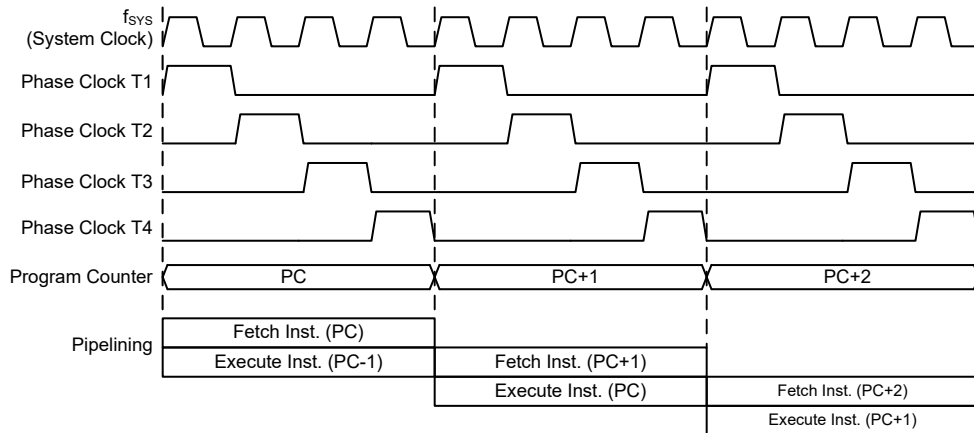 fSYS
(System Clock)
Phase Clock T1
Phase Clock T2
Phase Clock T3
Phase Clock T4
Program Counter PC PC+1 PC+2
Pipelining
Fetch Inst. (PC)
Execute Inst. (PC-1) Fetch Inst. (PC+1)
Execute Inst. (PC) Fetch Inst. (PC+2)
Execute Inst. (PC+1)